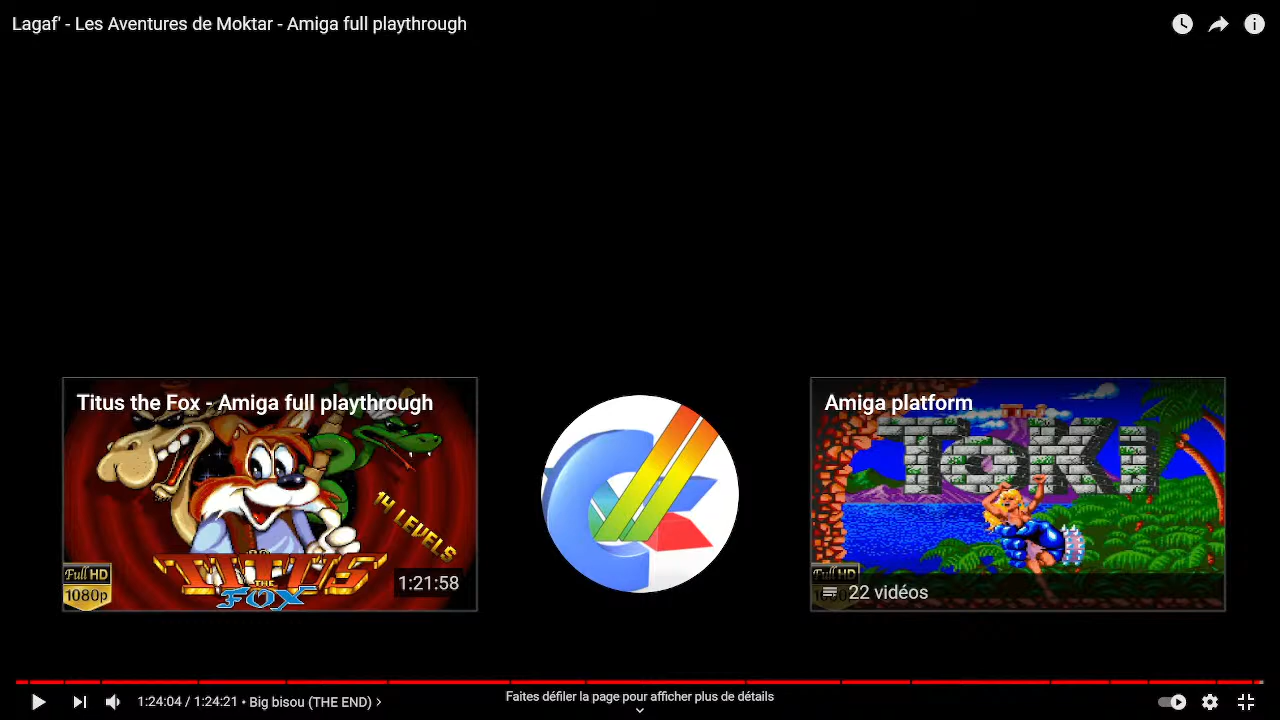 Lagaf' - Les Aventures de Moktar - Amiga full playthrough
Titus the Fox - Amiga full playthrough
14 LEVELS
TITUS
THE
FOX
Full HD
1080p
1:21:58
Amiga platform
TOKI
Full HD
22 vidéos
1:24:04 / 1:24:21 • Big bisou (THE END) ›
Faites défiler la page pour afficher plus de détails